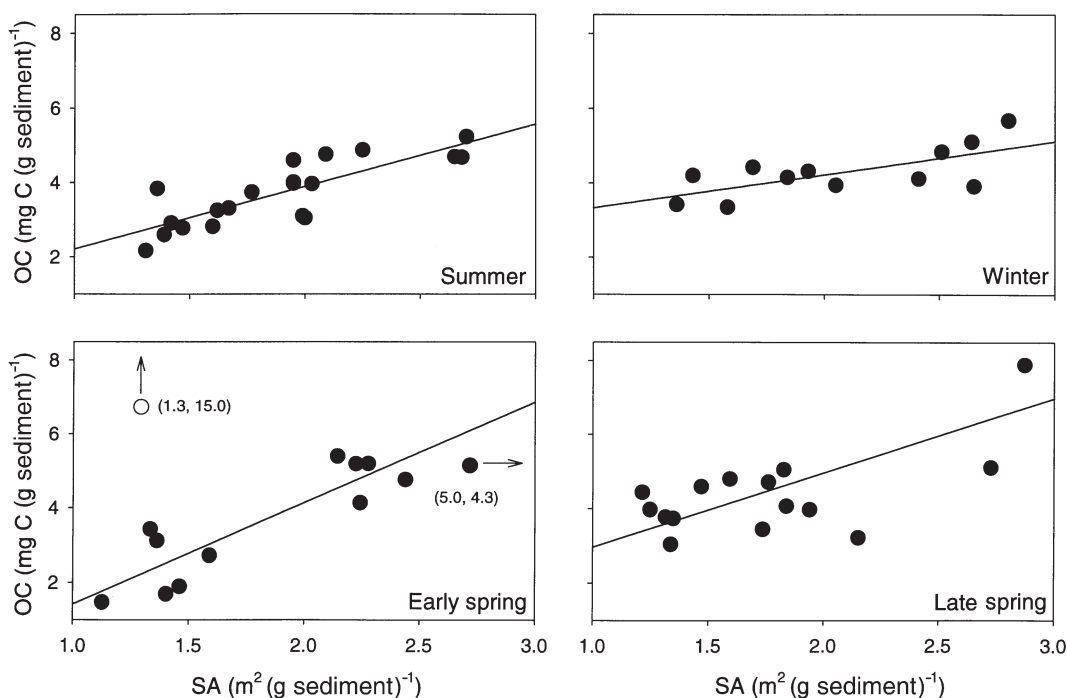 8
6
4
2
OC (mg C (g sediment)⁻¹
Summer
Winter
8
6
4
2
OC (mg C (g sediment)⁻¹
(1.3, 15.0)
(5.0, 4.3)
Early spring
Late spring
1.0 1.5 2.0 2.5 3.0
1.0 1.5 2.0 2.5 3.0
SA (m² (g sediment)⁻¹
SA (m² (g sediment)⁻¹